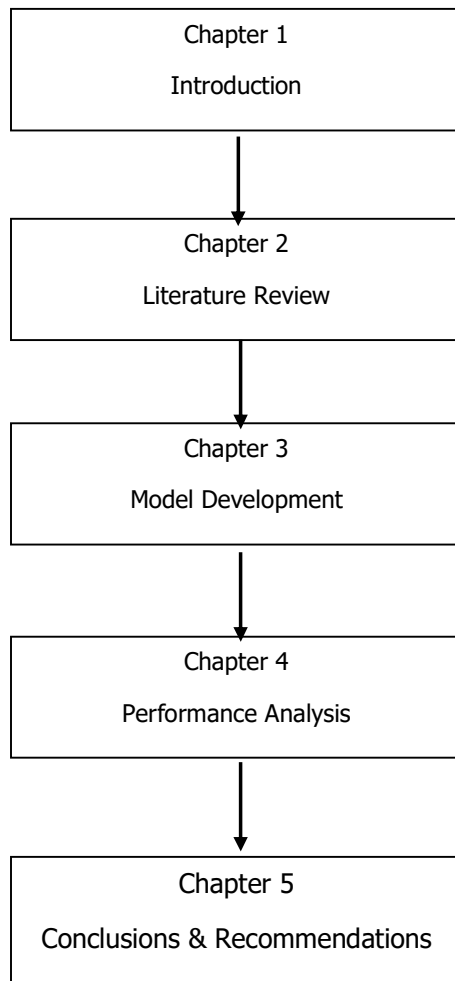 Chapter 1
Introduction
Chapter 2
Literature Review
Chapter 3
Model Development
Chapter 4
Performance Analysis
Chapter 5
Conclusions & Recommendations